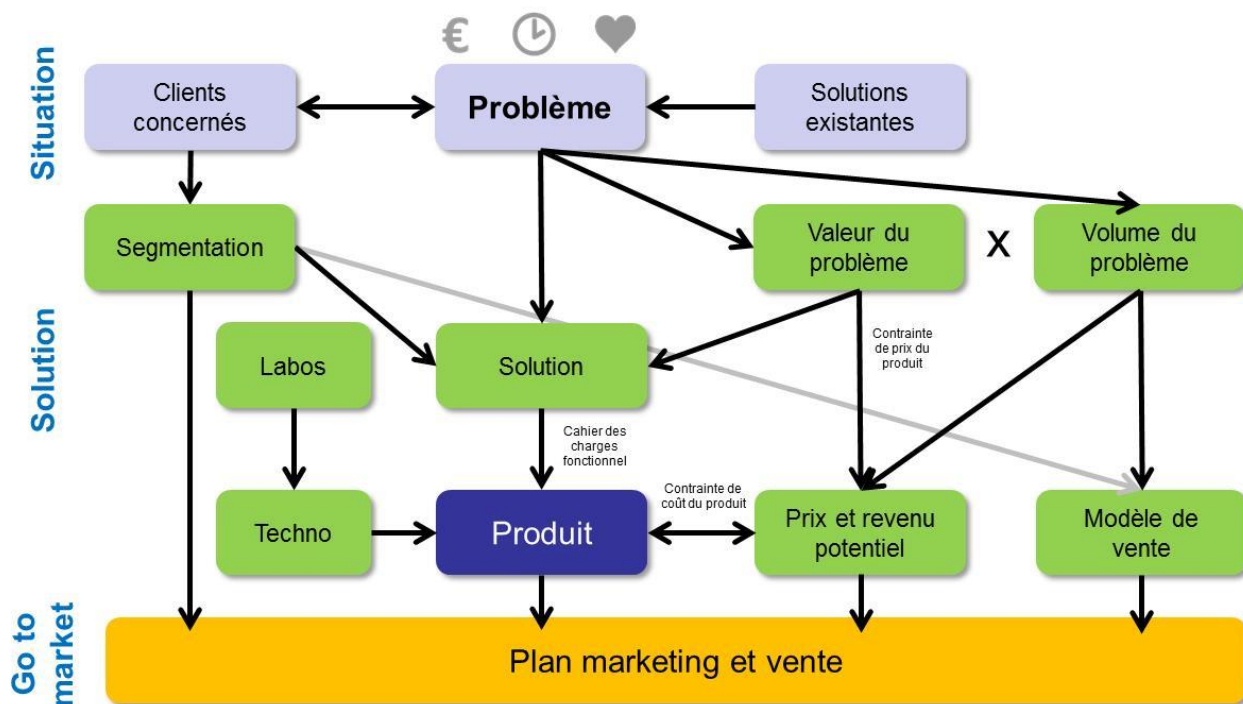 €
Situation
Clients
concernés
Problème
Solutions
existantes
Segmentation
Valeur du
problème
X
Volume du
problème
Solution
Labos
Solution
Contrainte
de prix du
produit
Cahier des
charges
fonctionnel
Techno
Produit
Contrainte de
coût du produit
Prix et revenu
potentiel
Modèle de
vente
Go to
market
Plan marketing et vente